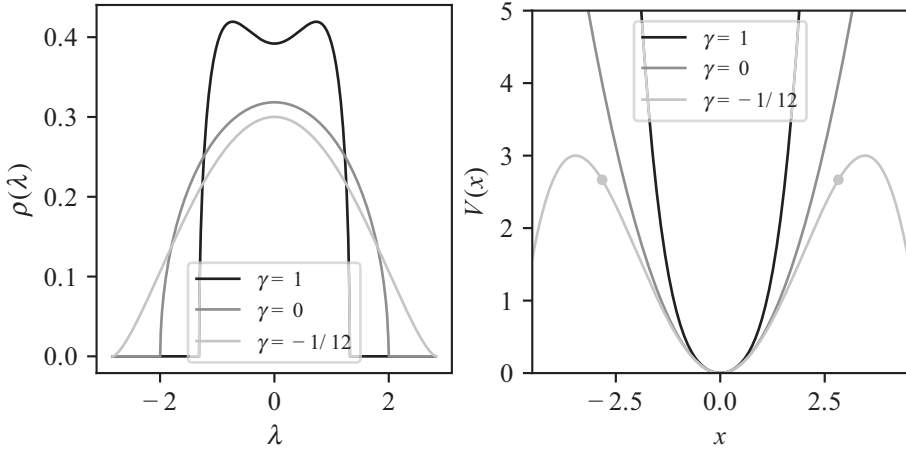 ρ(λ)
0.4
0.3
0.2
0.1
0.0
γ = 1
γ = 0
γ = −1/12
−2
0
2
λ
V(x)
5
4
3
2
1
0
γ = 1
γ = 0
γ = −1/12
−2.5
0.0
2.5
x